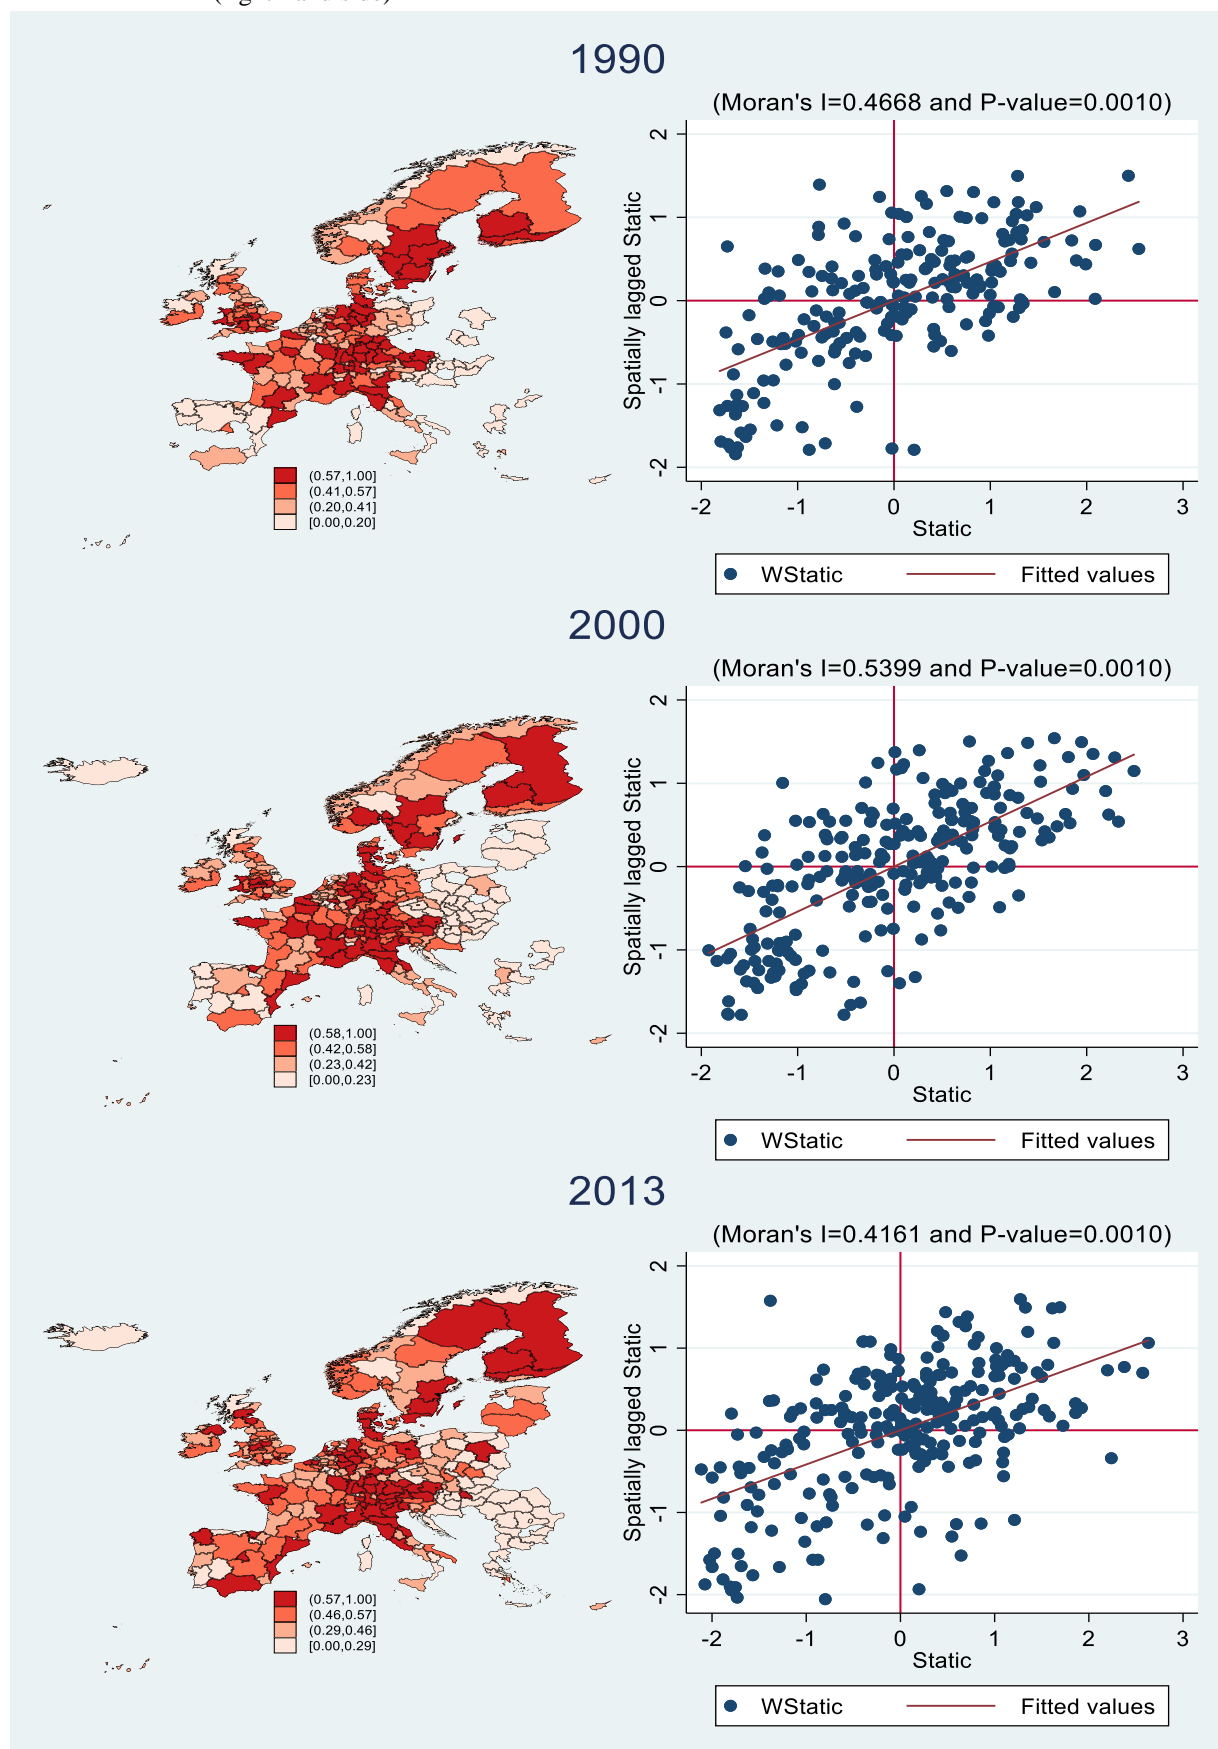 1990
(Moran's I=0.4668 and P-value=0.0010)
2
1
0
-1
-2
Spatially lagged Static
-2 -1 0 1 2 3
Static
(0.57,1.00]
(0.41,0.57]
(0.20,0.41]
[0.00,0.20]
WStatic Fitted values
2000
(Moran's I=0.5399 and P-value=0.0010)
2
1
0
-1
-2
Spatially lagged Static
-2 -1 0 1 2 3
Static
(0.58,1.00]
(0.42,0.58]
(0.23,0.42]
[0.00,0.23]
WStatic Fitted values
2013
(Moran's I=0.4161 and P-value=0.0010)
2
1
0
-1
-2
Spatially lagged Static
-2 -1 0 1 2 3
Static
(0.57,1.00]
(0.46,0.57]
(0.29,0.46]
[0.00,0.29]
WStatic Fitted values